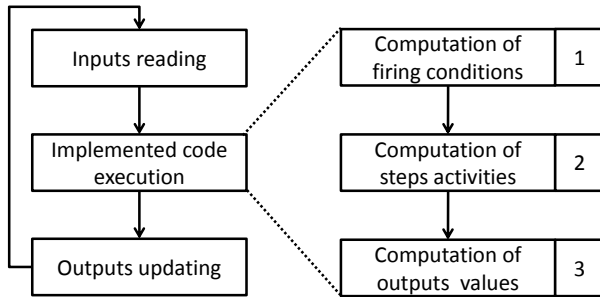 Inputs reading
Implemented code
execution
Outputs updating
Computation of
firing conditions
1
Computation of
steps activities
2
Computation of
outputs values
3